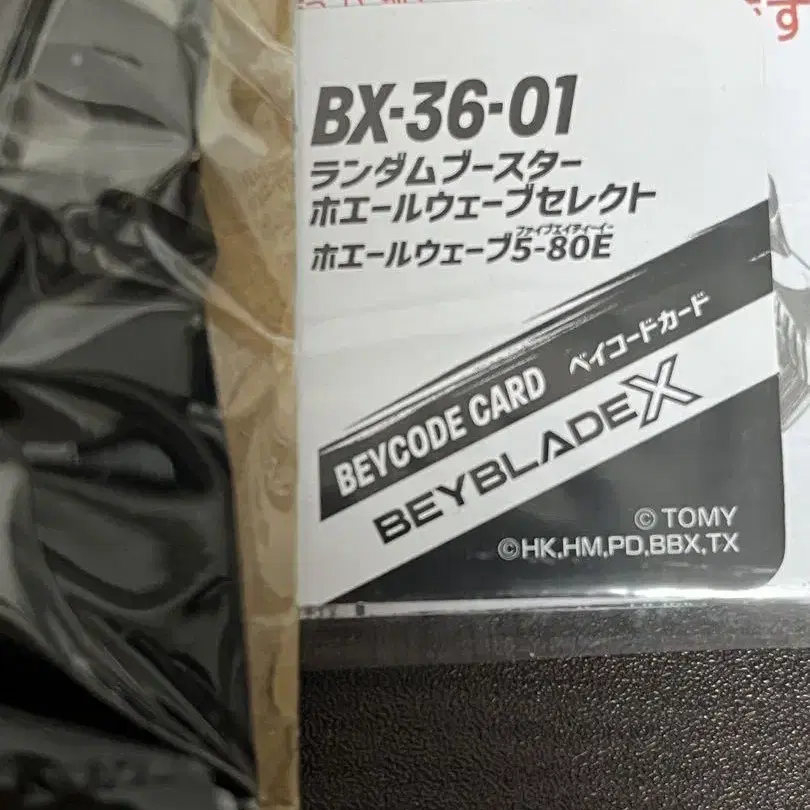 BX-36-01
ランダムブースター
ホエールウェーブセレクト
ファイブエイティーイー
ホエールウェーブ5-80E
BEYCODE CARD ベイコードカード
BEYBLADE X
© TOMY
©HK,HM,PD,BBX,TX
す